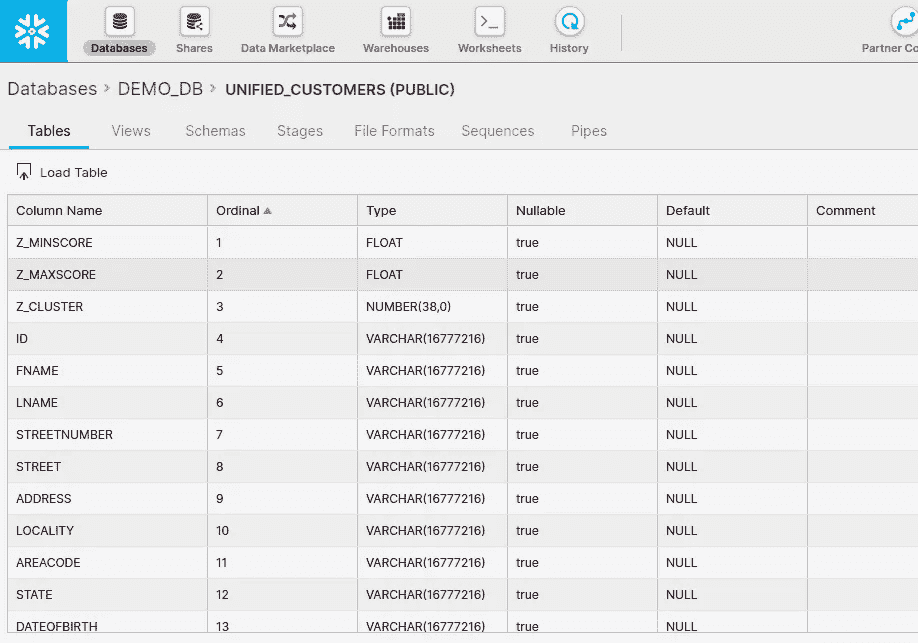 Databases Shares Data Marketplace Warehouses Worksheets History Partner Co
Databases > DEMO_DB > UNIFIED_CUSTOMERS (PUBLIC)
Tables Views Schemas Stages File Formats Sequences Pipes
Load Table
Column Name Ordinal Type Nullable Default Comment
Z_MINSCORE 1 FLOAT true NULL
Z_MAXSCORE 2 FLOAT true NULL
Z_CLUSTER 3 NUMBER(38,0) true NULL
ID 4 VARCHAR(16777216) true NULL
FNAME 5 VARCHAR(16777216) true NULL
LNAME 6 VARCHAR(16777216) true NULL
STREETNUMBER 7 VARCHAR(16777216) true NULL
STREET 8 VARCHAR(16777216) true NULL
ADDRESS 9 VARCHAR(16777216) true NULL
LOCALITY 10 VARCHAR(16777216) true NULL
AREACODE 11 VARCHAR(16777216) true NULL
STATE 12 VARCHAR(16777216) true NULL
DATEOFBIRTH 13 VARCHAR(16777216) true NULL